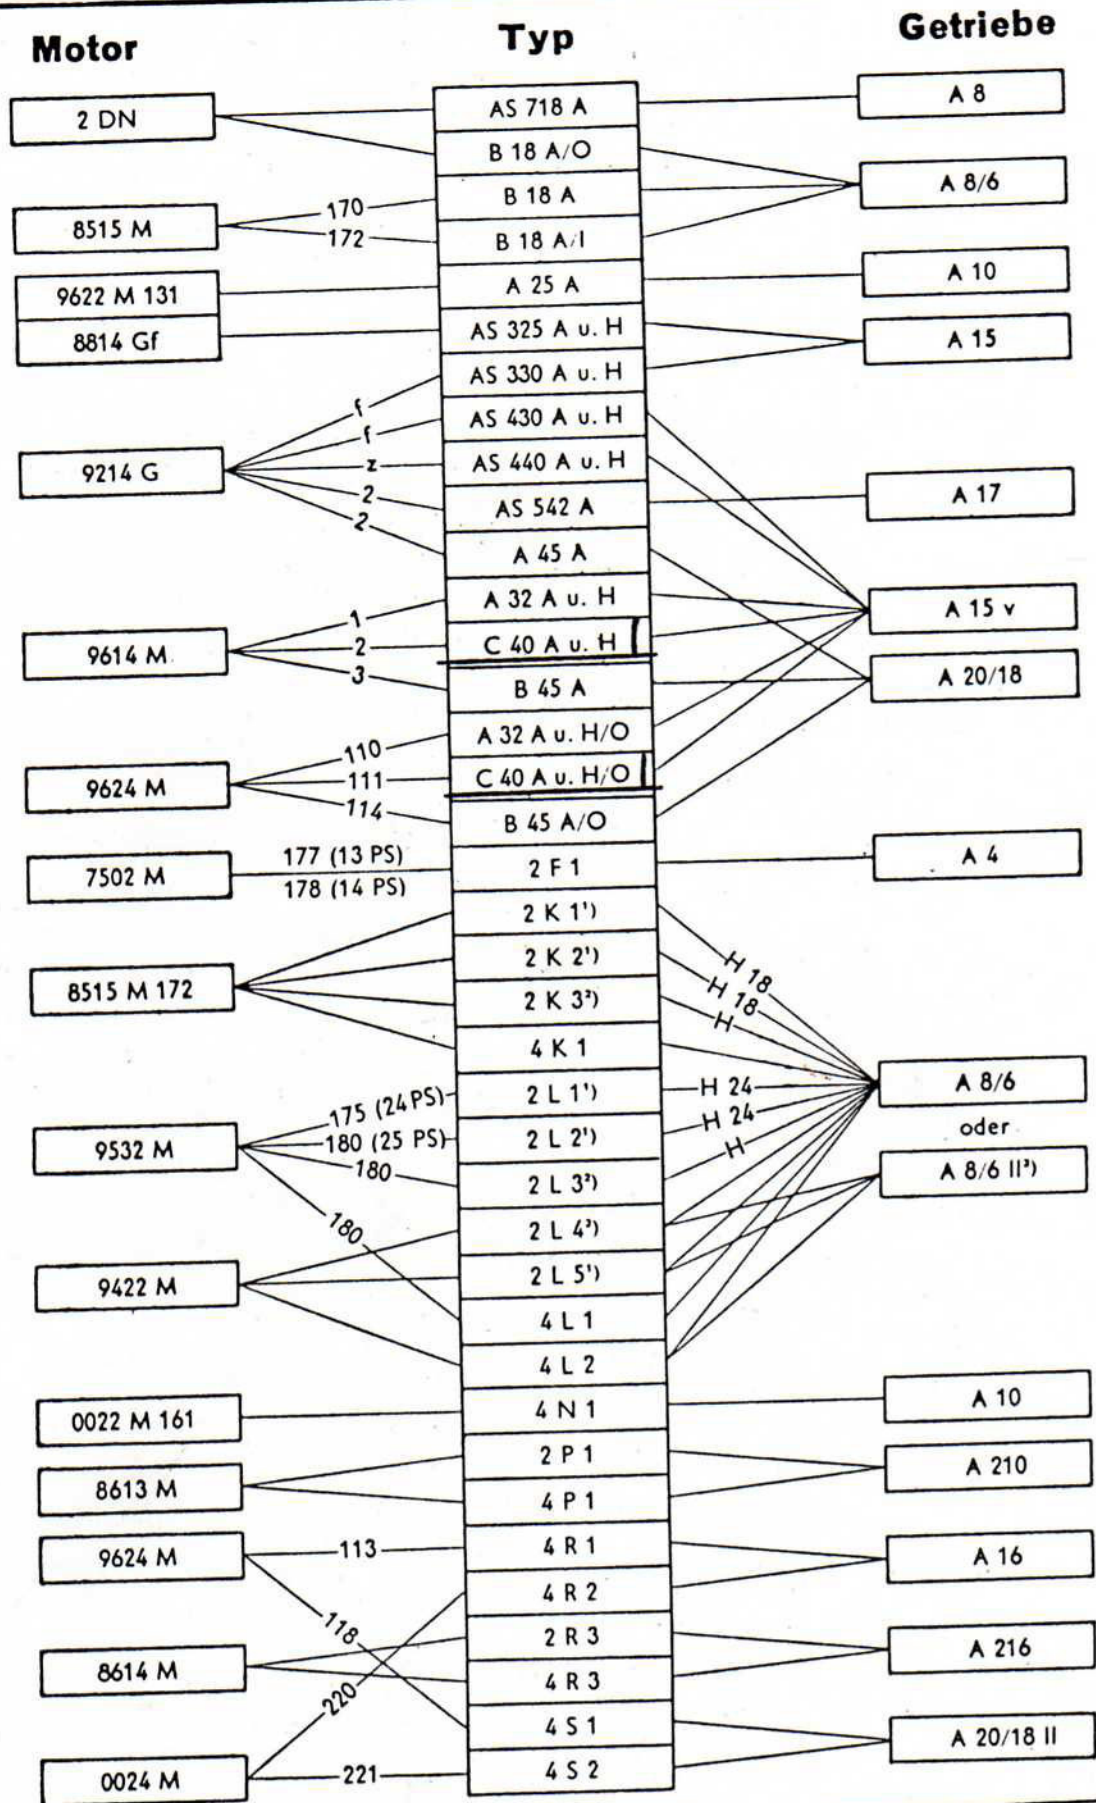 Motor Typ Getriebe
2 DN AS 718 A A 8
B 18 A/O
170 B 18 A A 8/6
8515 M 172 B 18 A/I
9622 M 131 A 25 A A 10
8814 Gf AS 325 A u. H A 15
AS 330 A u. H
f
f AS 430 A u. H
9214 G z AS 440 A u. H
2 AS 542 A A 17
2
A 45 A
1 A 32 A u. H A 15 v
9614 M. 2 C 40 A u. H
3 B 45 A A 20/18
110 A 32 A u. H/O
9624 M 111 C 40 A u. H/O
114 B 45 A/O
7502 M 177 (13 PS) 2 F 1 A 4
178 (14 PS)
2 K 1¹)
2 K 2¹) H 18
8515 M 172 2 K 3²) H 18
H
4 K 1
175 (24 PS) 2 L 1¹) H 24 A 8/6
9532 M 180 (25 PS) 2 L 2¹) H 24 oder
180 2 L 3²) H A 8/6 II³)
180 2 L 4³)
9422 M 2 L 5¹)
4 L 1
4 L 2
0022 M 161 4 N 1 A 10
8613 M 2 P 1 A 210
4 P 1
9624 M 113 4 R 1 A 16
4 R 2
118 2 R 3
8614 M 4 R 3 A 216
220
4 S 1 A 20/18 II
0024 M 221 4 S 2